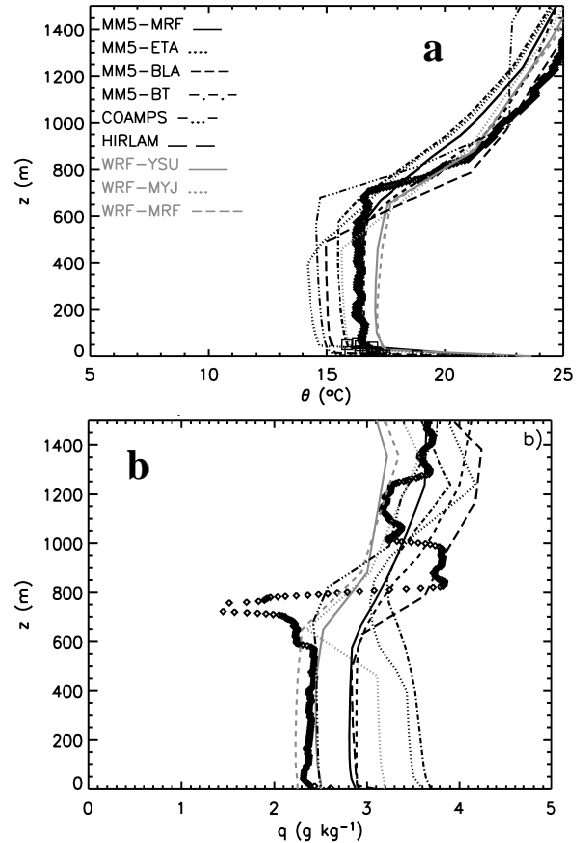 MM5-MRF
MM5-ETA
MM5-BLA
MM5-BT
COAMPS
HIRLAM
WRF-YSU
WRF-MYJ
WRF-MRF
a
1400
1200
1000
800
600
400
200
0
z (m)
5 10 15 20 25
θ (°C)
b
b)
1400
1200
1000
800
600
400
200
0
z (m)
0 1 2 3 4 5
q (g kg⁻¹)